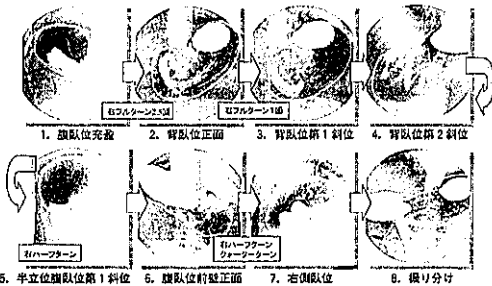 右フルターン2.5回
右フルターン1回
1. 腹臥位充盈
2. 背臥位正面
3. 背臥位第1斜位
4. 背臥位第2斜位
右ハーフターン
右ハーフターン
クォーターターン
5. 半立位腹臥位第1斜位
6. 腹臥位前壁正面
7. 右側臥位
8. 振り分け